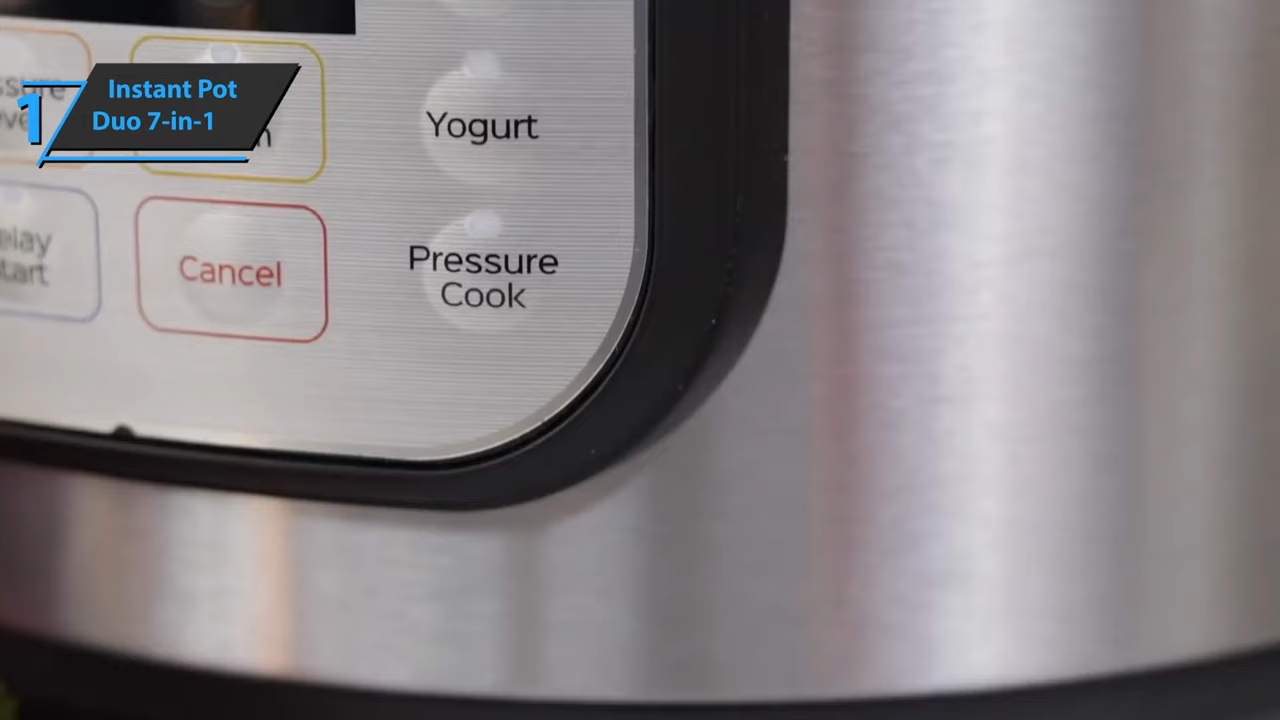 1
Instant Pot
Duo 7-in-1
Yogurt
Cancel
Pressure
Cook